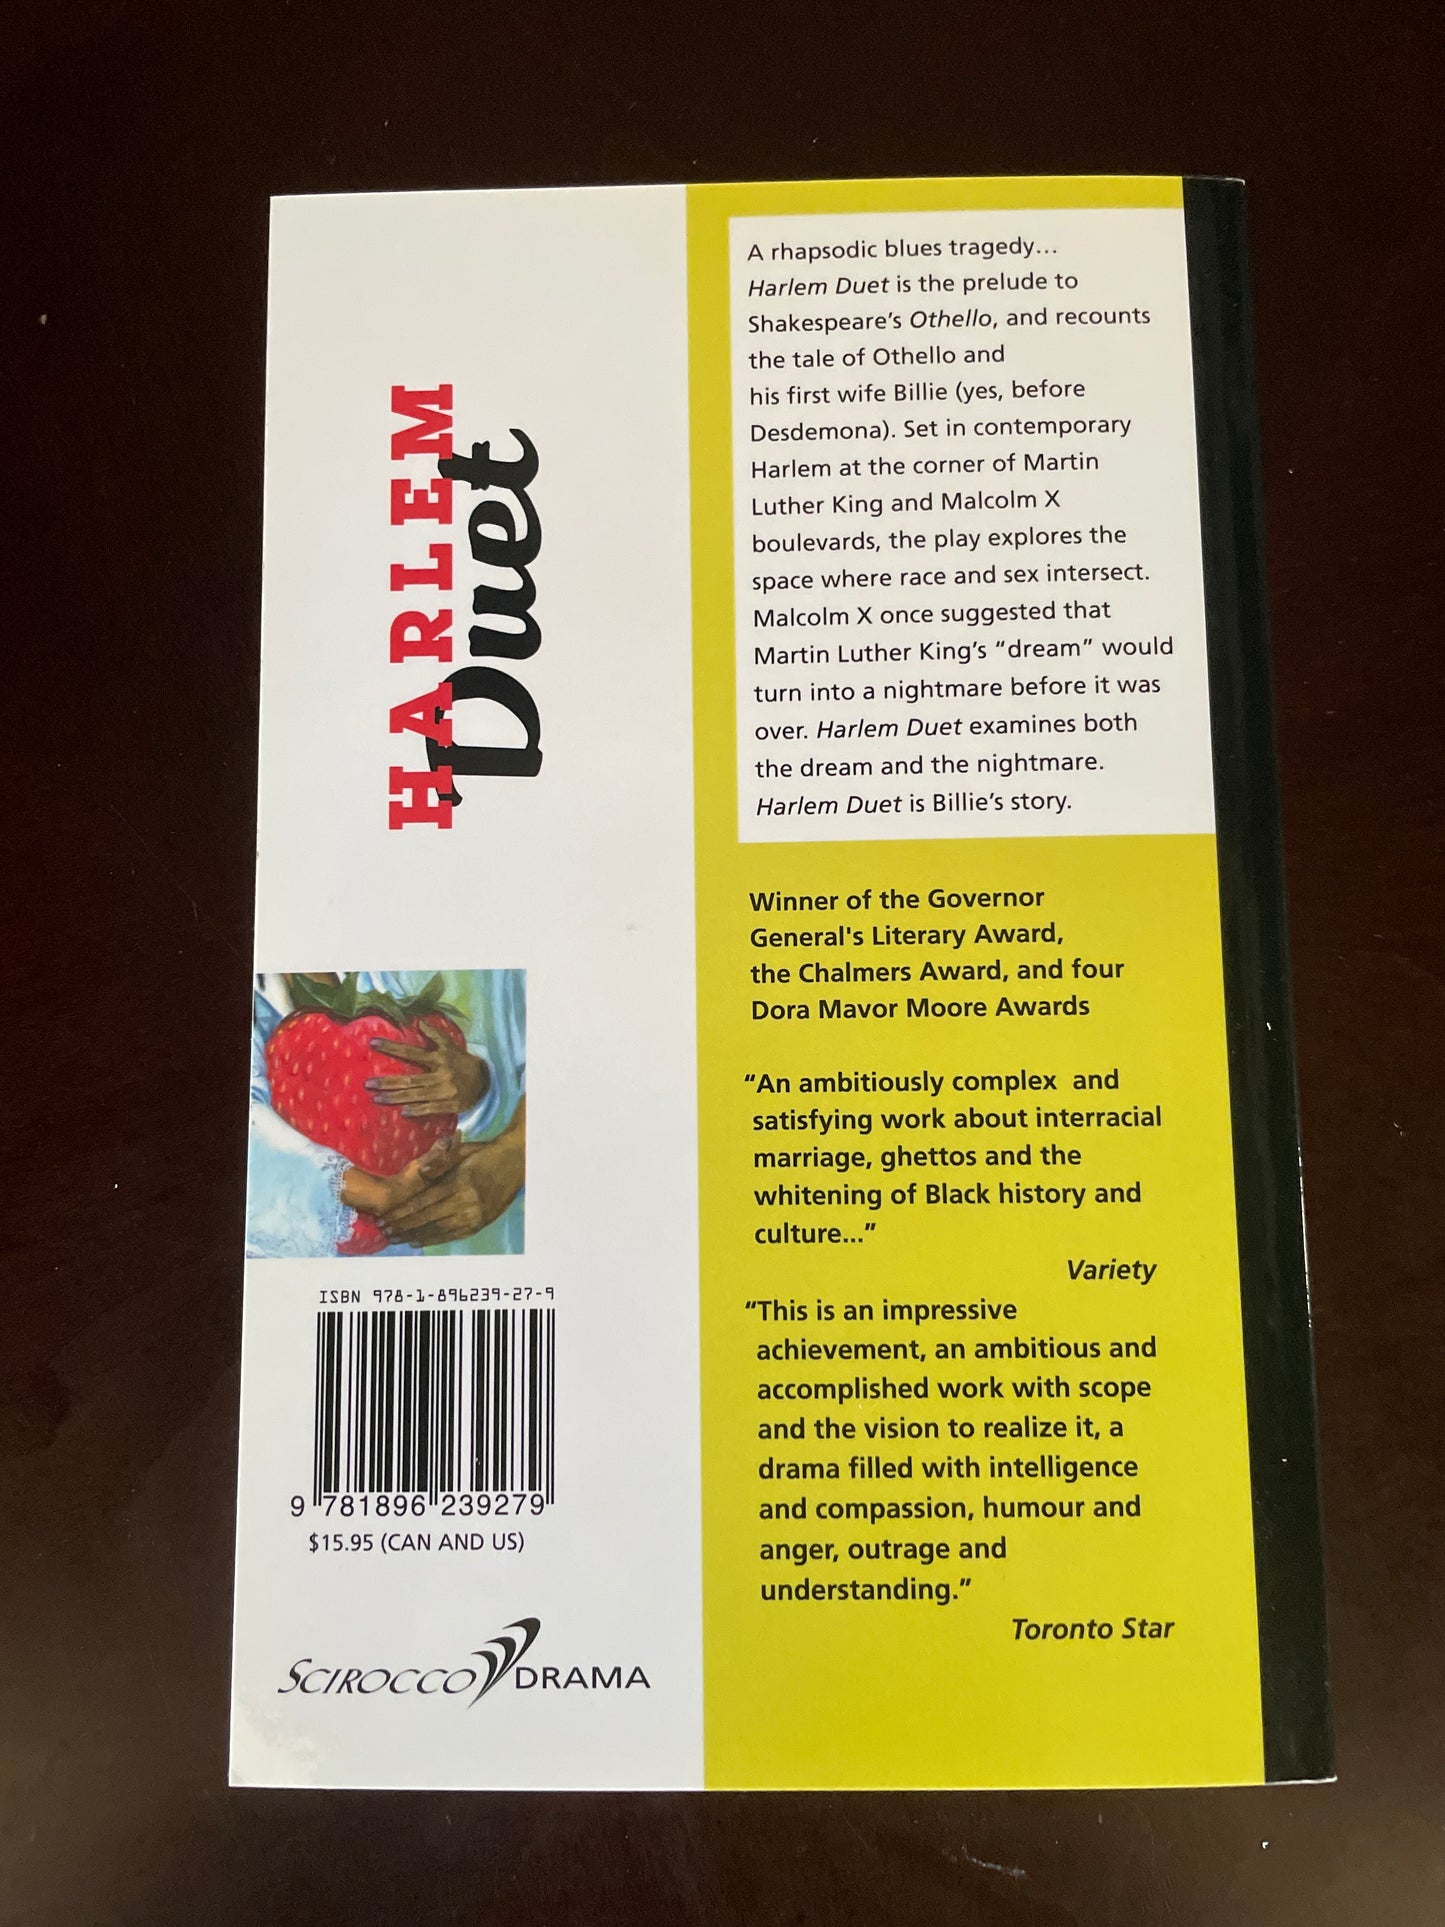 HARLEM
Duet
A rhapsodic blues tragedy...
Harlem Duet is the prelude to
Shakespeare's Othello, and recounts
the tale of Othello and
his first wife Billie (yes, before
Desdemona). Set in contemporary
Harlem at the corner of Martin
Luther King and Malcolm X
boulevards, the play explores the
space where race and sex intersect.
Malcolm X once suggested that
Martin Luther King's “dream” would
turn into a nightmare before it was
over. Harlem Duet examines both
the dream and the nightmare.
Harlem Duet is Billie's story.
Winner of the Governor
General's Literary Award,
the Chalmers Award, and four
Dora Mavor Moore Awards
“An ambitiously complex and
satisfying work about interracial
marriage, ghettos and the
whitening of Black history and
culture...”
Variety
“This is an impressive
achievement, an ambitious and
accomplished work with scope
and the vision to realize it, a
drama filled with intelligence
and compassion, humour and
anger, outrage and
understanding.”
Toronto Star
ISBN 978-1-896239-27-9
9 781896 239279
$15.95 (CAN AND US)
SCIROCCO DRAMA